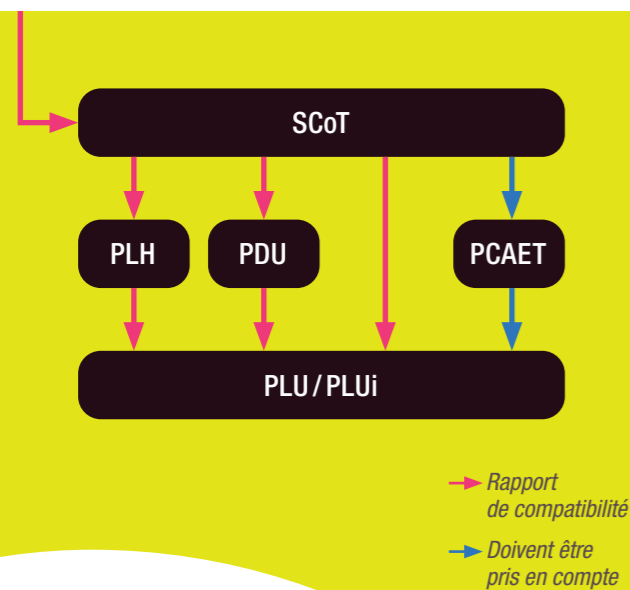 SCoT
PLH PDU PCAET
PLU / PLUi
Rapport
de compatibilité
Doivent être
pris en compte